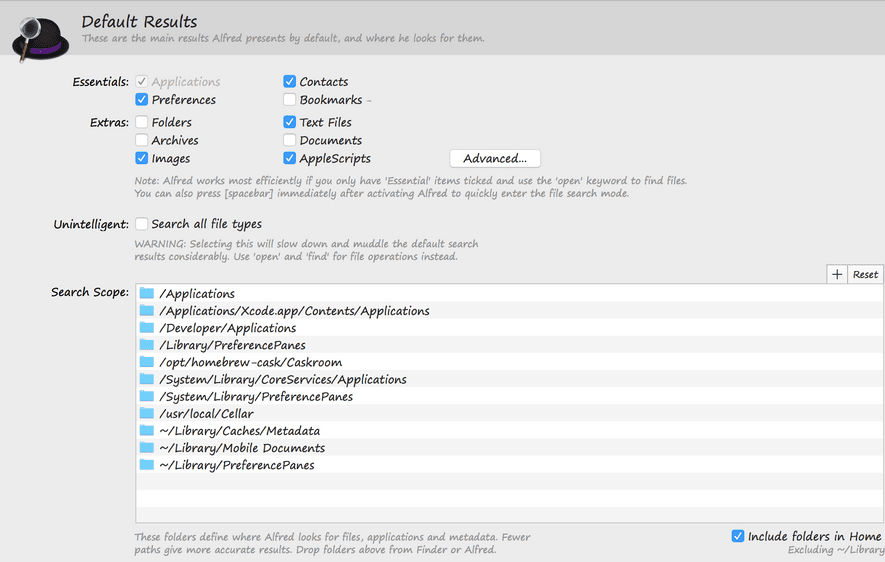 Default Results
These are the main results Alfred presents by default, and where he looks for them.
Essentials: Applications Contacts
Preferences Bookmarks -
Extras: Folders Text Files
Archives Documents
Images AppleScripts Advanced...
Note: Alfred works most efficiently if you only have 'Essential' items ticked and use the 'open' keyword to find files.
You can also press [spacebar] immediately after activating Alfred to quickly enter the file search mode.
Unintelligent: Search all file types
WARNING: Selecting this will slow down and muddle the default search
results considerably. Use 'open' and 'find' for file operations instead.
+ Reset
Search Scope: /Applications
/Applications/Xcode.app/Contents/Applications
/Developer/Applications
/Library/PreferencePanes
/opt/homebrew-cask/Caskroom
/System/Library/CoreServices/Applications
/System/Library/PreferencePanes
/usr/local/Cellar
~/Library/Caches/Metadata
~/Library/Mobile Documents
~/Library/PreferencePanes
These folders define where Alfred looks for files, applications and metadata. Fewer
paths give more accurate results. Drop folders above from Finder or Alfred.
Include folders in Home
Excluding ~/Library